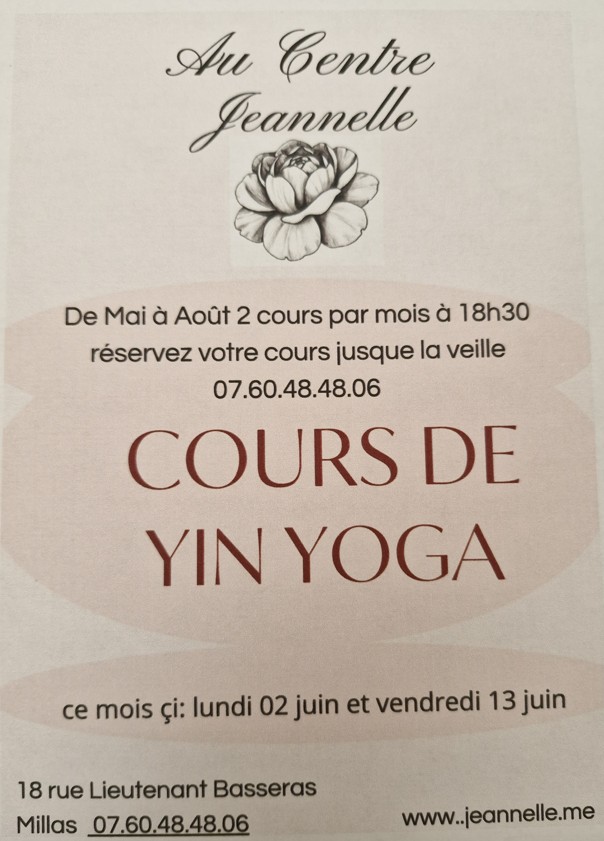 Au Centre
Jeannelle
De Mai à Août 2 cours par mois à 18h30
réservez votre cours jusque la veille
07.60.48.48.06
COURS DE
YIN YOGA
ce mois çi: lundi 02 juin et vendredi 13 juin
18 rue Lieutenant Basseras
Millas 07.60.48.48.06
www..jeannelle.me